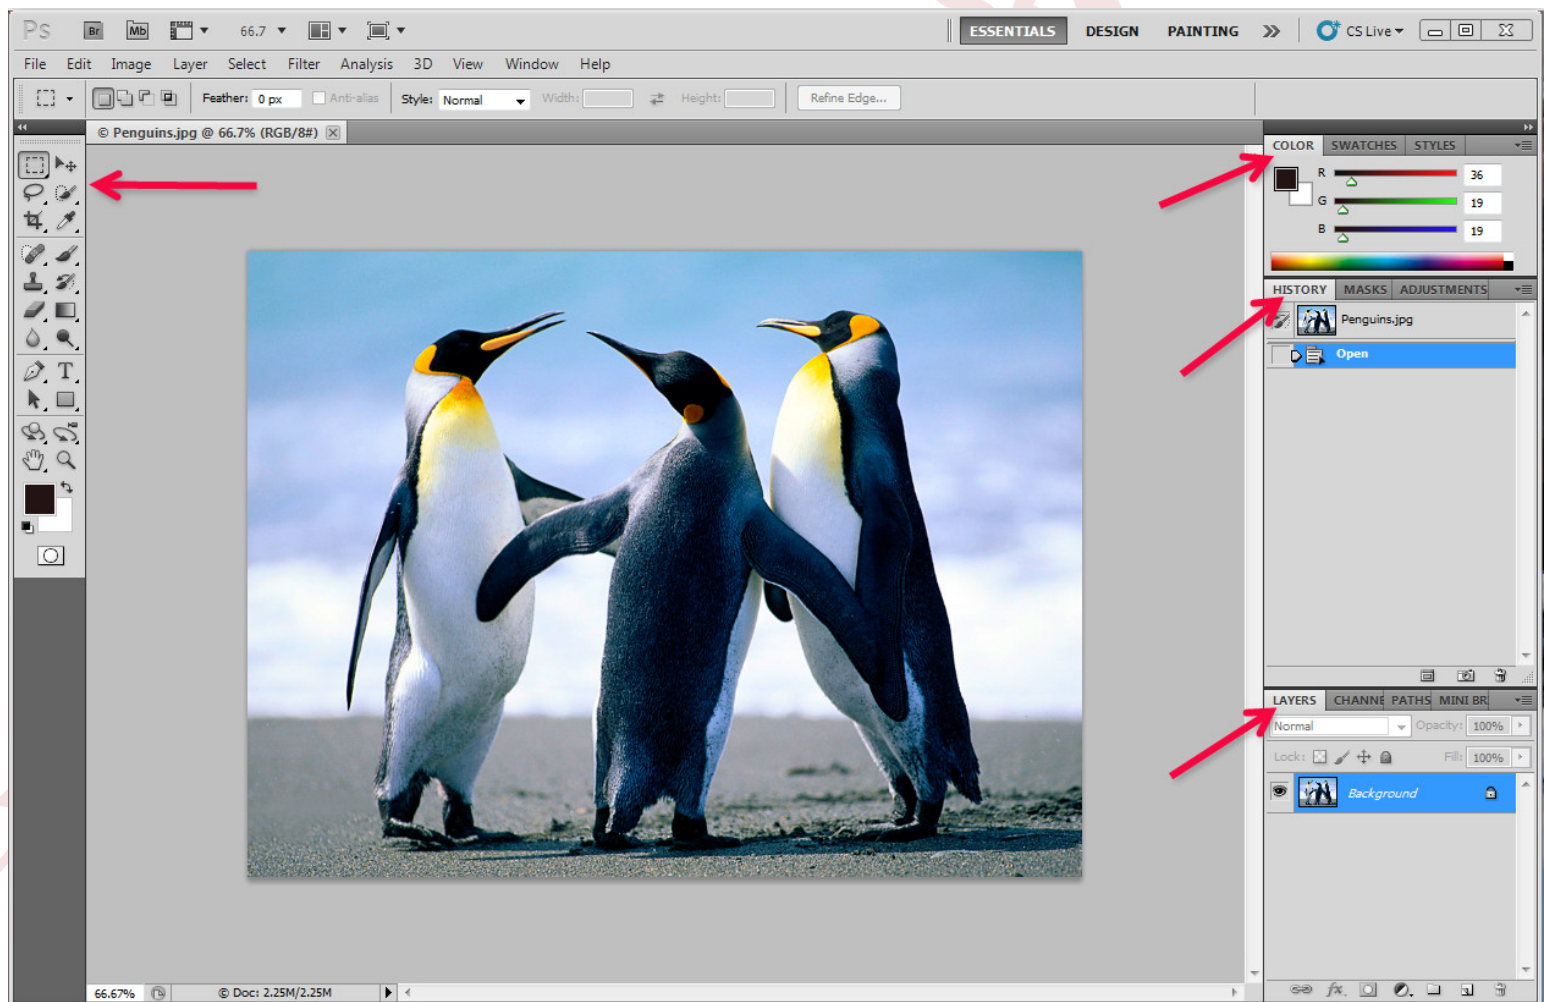 Ps Br Mb 66.7 ESSENTIALS DESIGN PAINTING CS Live
File Edit Image Layer Select Filter Analysis 3D View Window Help
Feather: 0 px Anti-alias Style: Normal Width: Height: Refine Edge...
© Penguins.jpg @ 66.7% (RGB/8#)
COLOR SWATCHES STYLES
R 36
G 19
B 19
HISTORY MASKS ADJUSTMENTS
Penguins.jpg
Open
LAYERS CHANNE PATHS MINI BR
Normal Opacity: 100%
Lock: Fill: 100%
Background
66.67% © Doc: 2.25M/2.25M